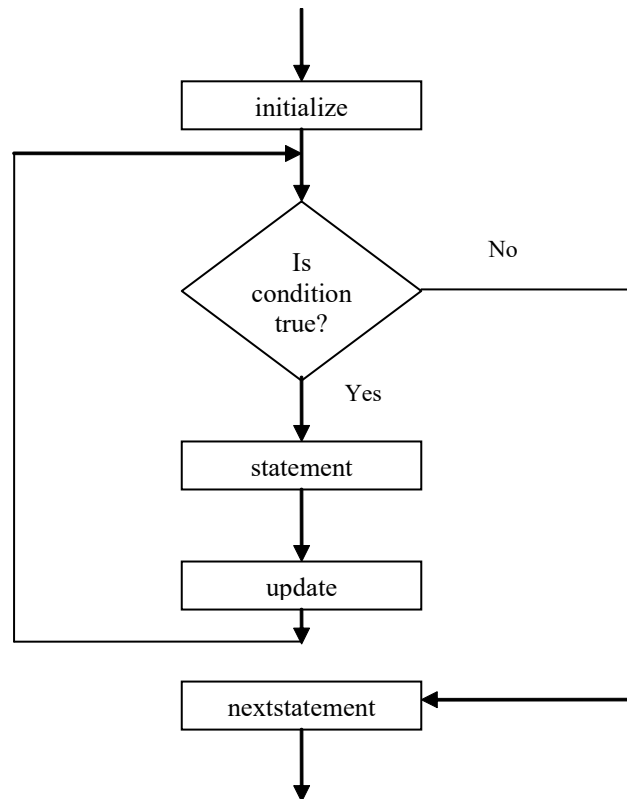 initialize
Is
condition
true?
No
Yes
statement
update
nextstatement